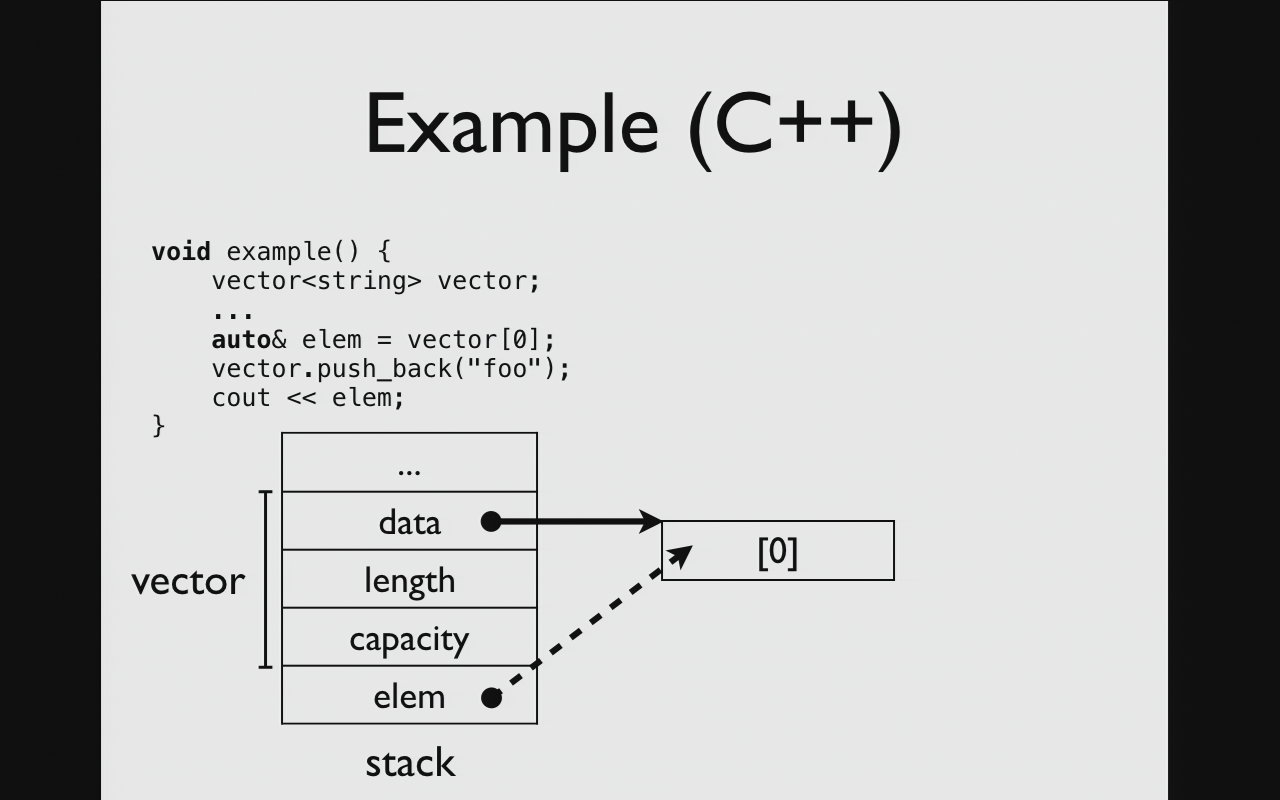 Example (C++)
void example() {
    vector<string> vector;
    ...
    auto& elem = vector[0];
    vector.push_back("foo");
    cout << elem;
}
...
data
[0]
length
vector
capacity
elem
stack